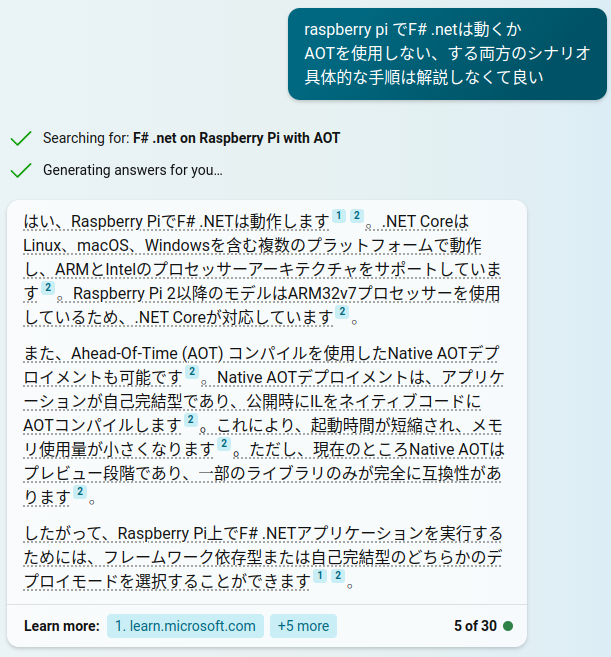 raspberry pi でF# .netは動くか
AOTを使用しない、する両方のシナリオ
具体的な手順は解説しなくて良い
Searching for: F# .net on Raspberry Pi with AOT
Generating answers for you…
はい、Raspberry PiでF# .NETは動作します 1 2 。.NET Coreは
Linux、macOS、Windowsを含む複数のプラットフォームで動作
し、ARMとIntelのプロセッサーアーキテクチャをサポートしていま
す 2 。Raspberry Pi 2以降のモデルはARM32v7プロセッサーを使用
しているため、.NET Coreが対応しています 2 。
また、Ahead-Of-Time (AOT) コンパイルを使用したNative AOTデプ
ロイメントも可能です 2 。Native AOTデプロイメントは、アプリケ
ーションが自己完結型であり、公開時にILをネイティブコードに
AOTコンパイルします 2 。これにより、起動時間が短縮され、メモ
リ使用量が小さくなります 2 。ただし、現在のところNative AOTは
プレビュー段階であり、一部のライブラリのみが完全に互換性があ
ります 2 。
したがって、Raspberry Pi上でF# .NETアプリケーションを実行する
ためには、フレームワーク依存型または自己完結型のどちらかのデ
プロイモードを選択することができます 1 2 。
Learn more: 1. learn.microsoft.com +5 more 5 of 30